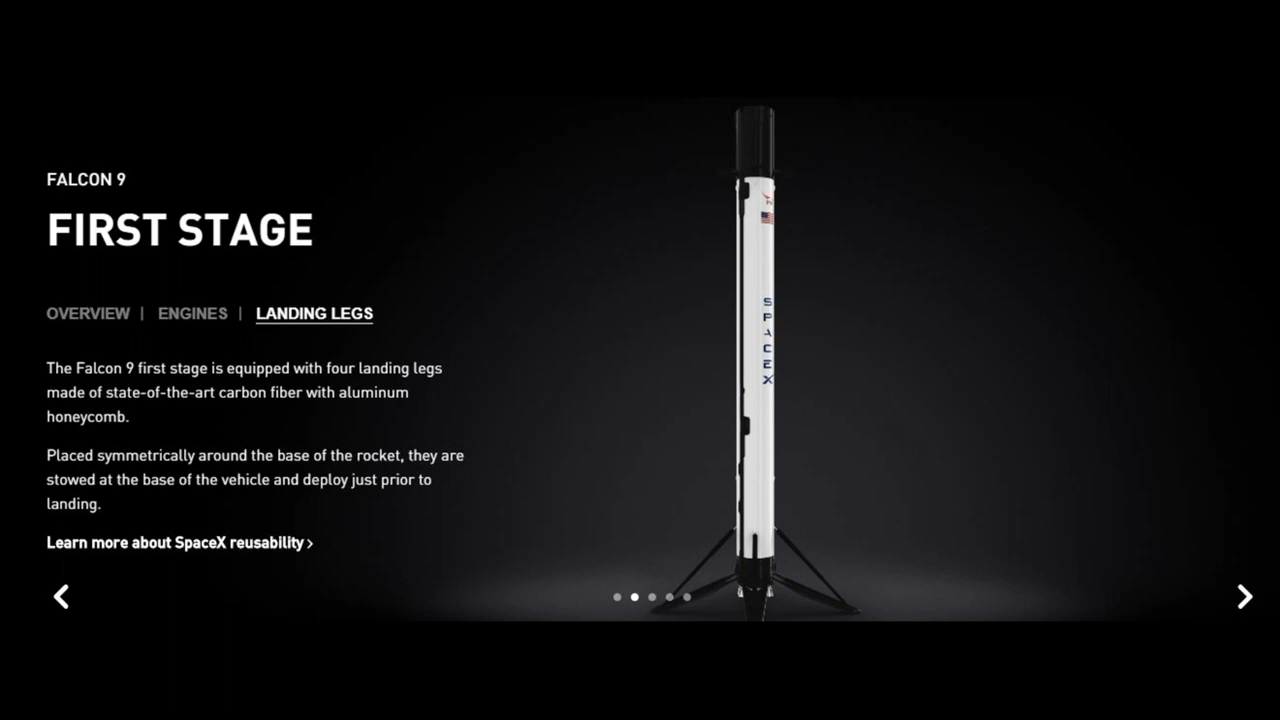 FALCON 9
FIRST STAGE
OVERVIEW | ENGINES | LANDING LEGS
The Falcon 9 first stage is equipped with four landing legs
made of state-of-the-art carbon fiber with aluminum
honeycomb.
Placed symmetrically around the base of the rocket, they are
stowed at the base of the vehicle and deploy just prior to
landing.
Learn more about SpaceX reusability ›
SPACEX